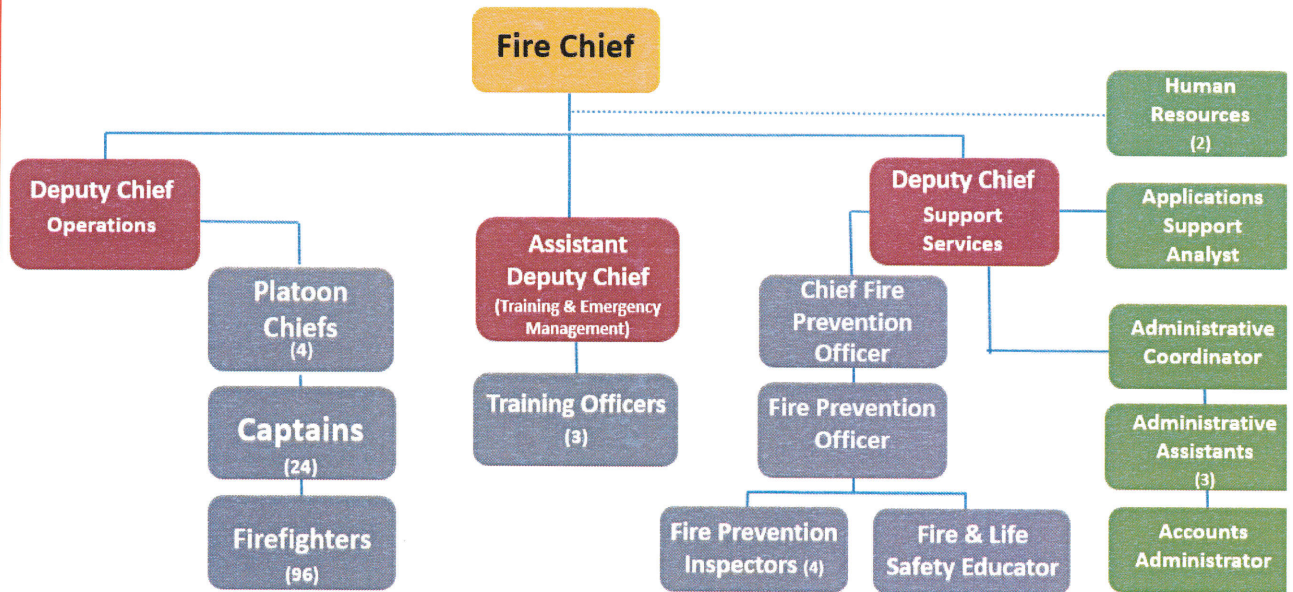 Fire Chief
Human
Resources
(2)
Deputy Chief
Operations
Deputy Chief
Support
Services
Applications
Support
Analyst
Assistant
Deputy Chief
(Training & Emergency
Management)
Platoon
Chiefs
(4)
Chief Fire
Prevention
Officer
Administrative
Coordinator
Training Officers
(3)
Captains
(24)
Fire Prevention
Officer
Administrative
Assistants
(3)
Firefighters
(96)
Fire Prevention
Inspectors (4)
Fire & Life
Safety Educator
Accounts
Administrator